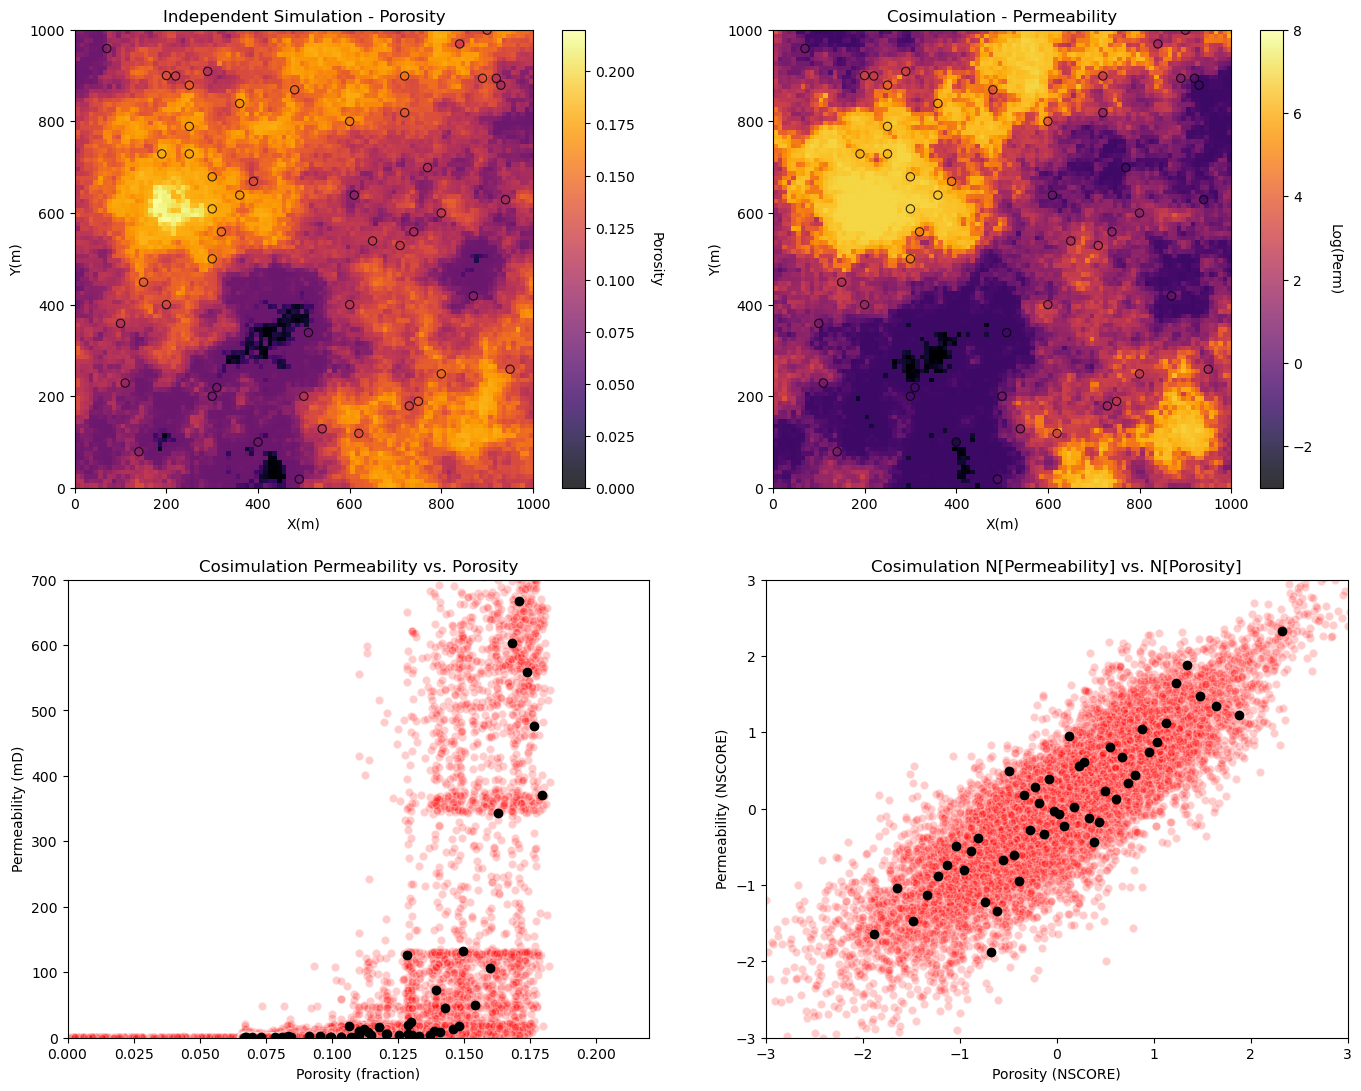 Independent Simulation - Porosity
1000
800
600
400
200
0
Y(m)
0 200 400 600 800 1000
X(m)
0.200
0.175
0.150
0.125
0.100
0.075
0.050
0.025
0.000
Porosity
Cosimulation - Permeability
1000
800
600
400
200
0
Y(m)
0 200 400 600 800 1000
X(m)
8
6
4
2
0
−2
Log(Perm)
Cosimulation Permeability vs. Porosity
700
600
500
400
300
200
100
0
Permeability (mD)
0.000 0.025 0.050 0.075 0.100 0.125 0.150 0.175 0.200
Porosity (fraction)
Cosimulation N[Permeability] vs. N[Porosity]
3
2
1
0
−1
−2
−3
Permeability (NSCORE)
−3 −2 −1 0 1 2 3
Porosity (NSCORE)